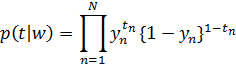 p(t|w) = ∏_{n=1}^{N} y_n^{t_n} {1 − y_n}^{1−t_n}